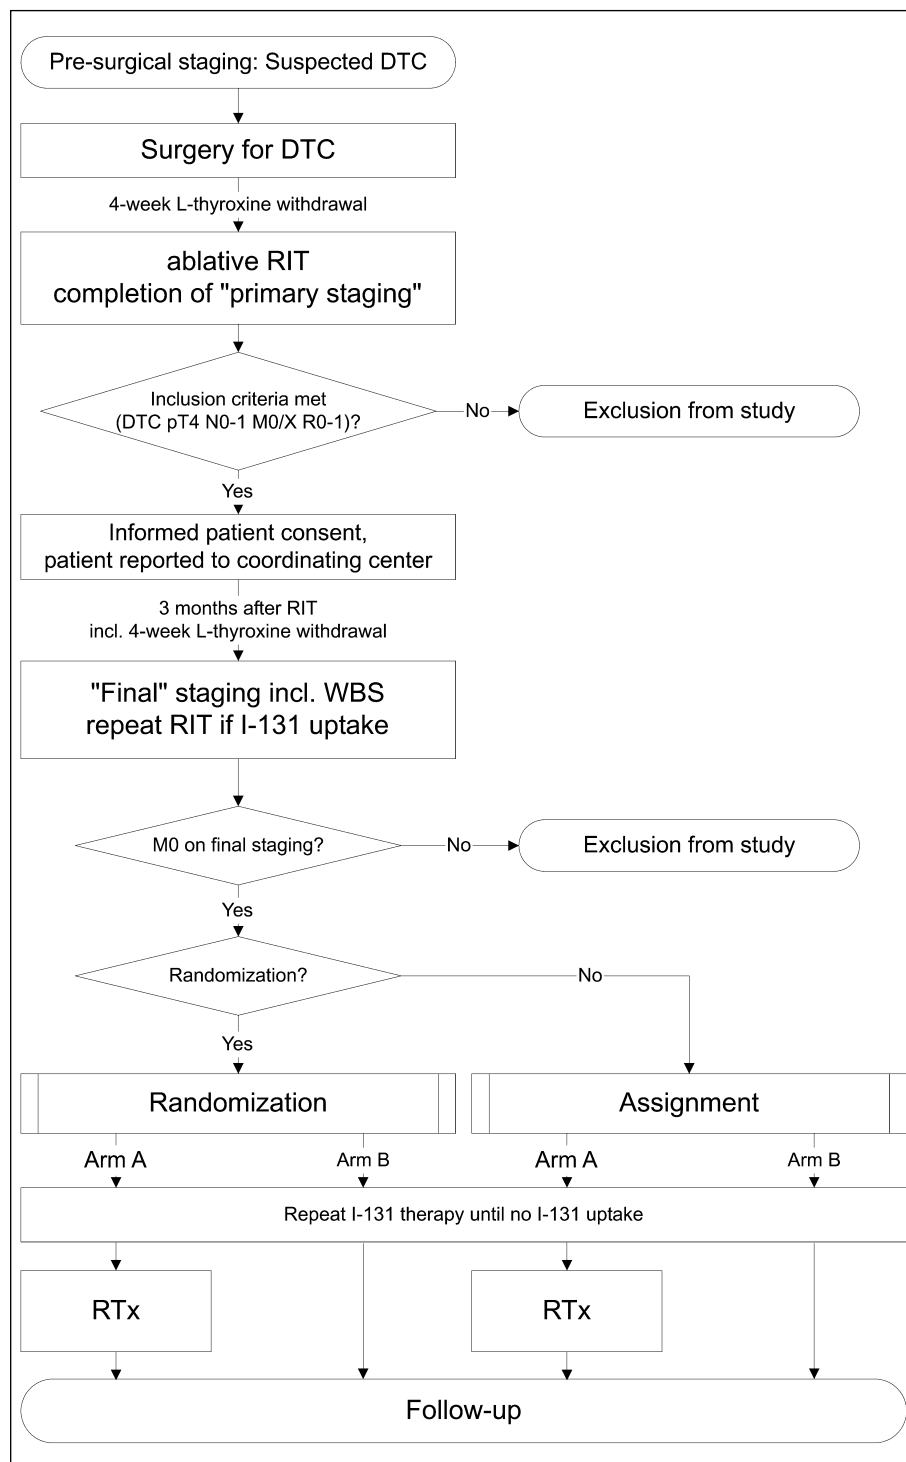 Pre-surgical staging: Suspected DTC
Surgery for DTC
4-week L-thyroxine withdrawal
ablative RIT
completion of "primary staging"
Inclusion criteria met
(DTC pT4 N0-1 M0/X R0-1)?
No
Exclusion from study
Yes
Informed patient consent,
patient reported to coordinating center
3 months after RIT
incl. 4-week L-thyroxine withdrawal
"Final" staging incl. WBS
repeat RIT if I-131 uptake
M0 on final staging?
No
Exclusion from study
Yes
Randomization?
No
Yes
Randomization
Assignment
Arm A
Arm B
Arm A
Arm B
Repeat I-131 therapy until no I-131 uptake
RTx
RTx
Follow-up